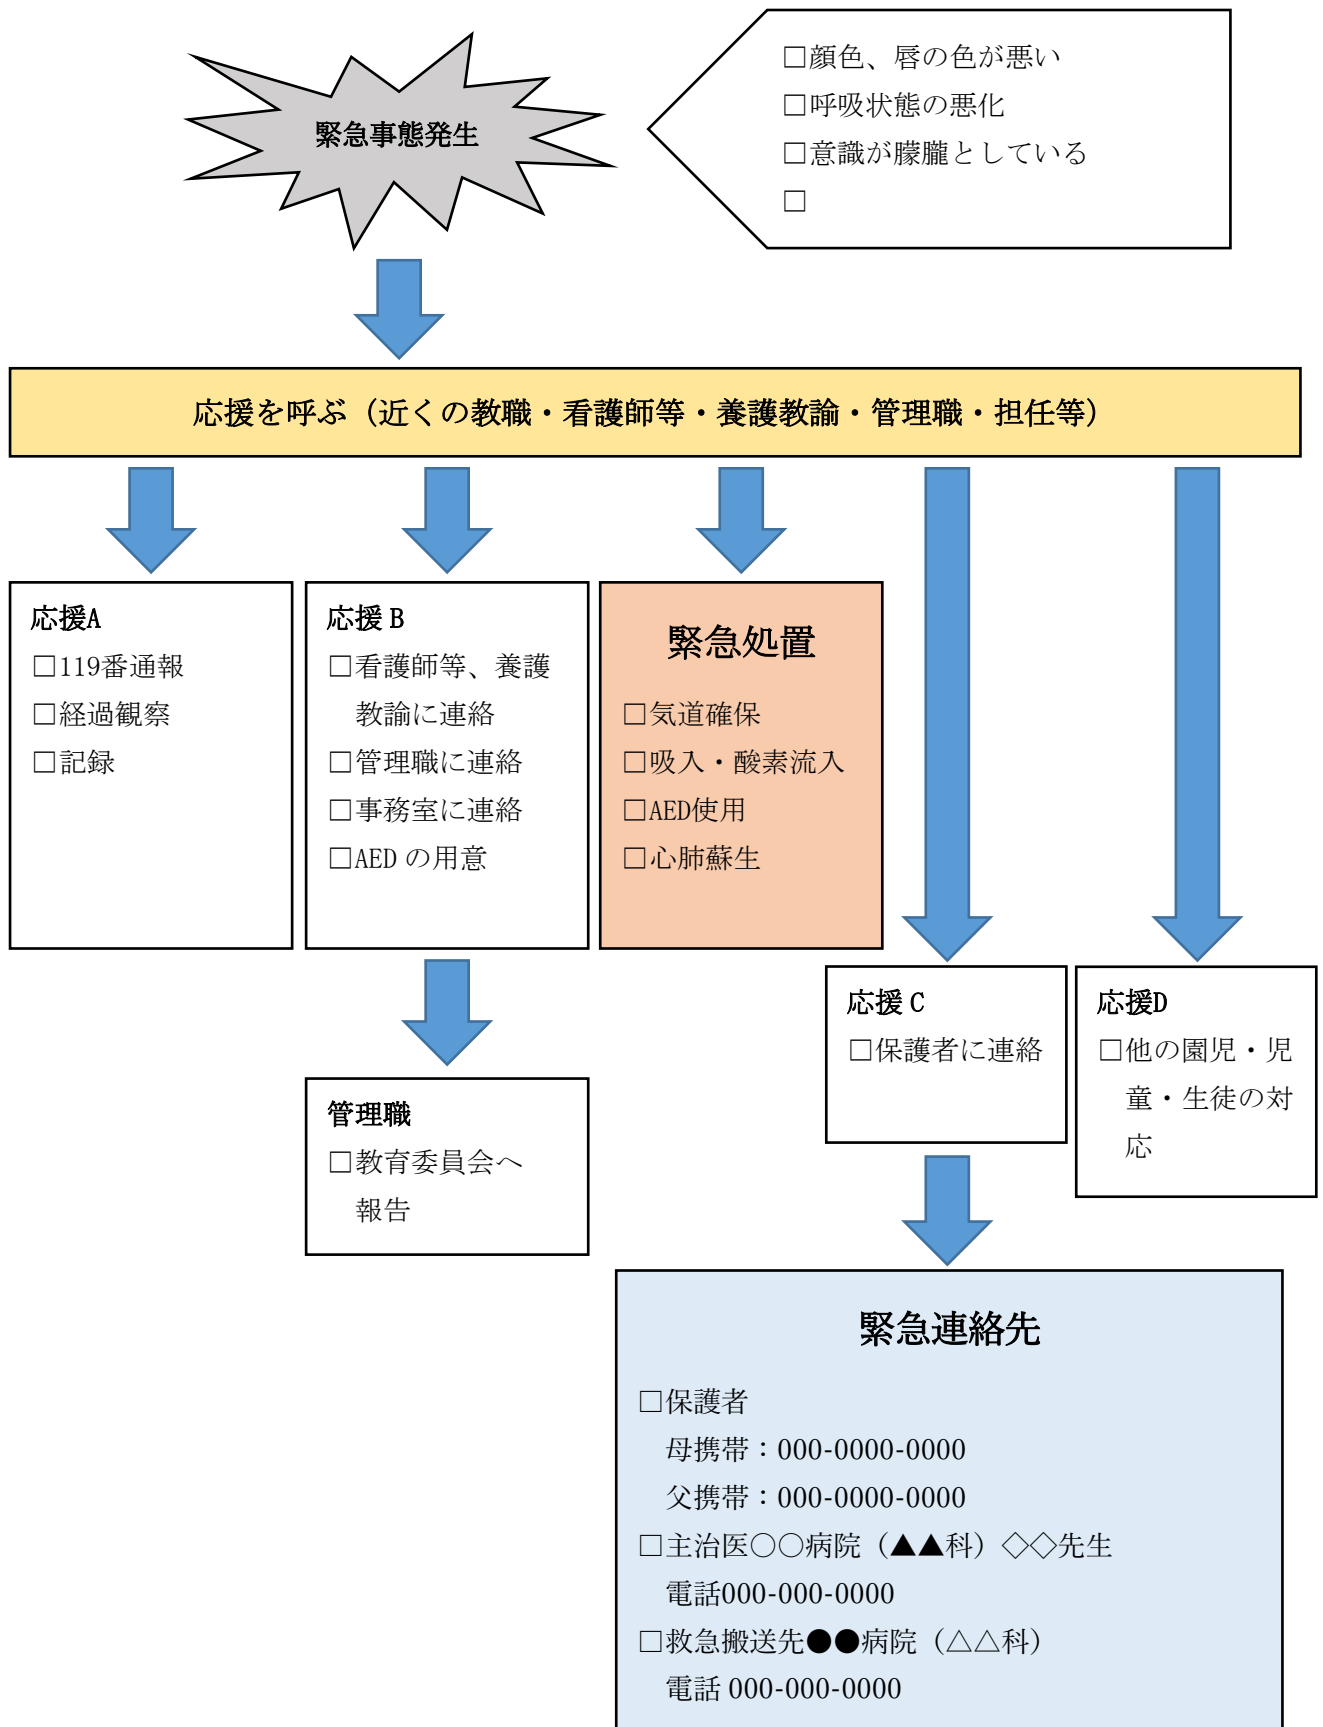 緊急事態発生
□顔色、唇の色が悪い
□呼吸状態の悪化
□意識が朦朧としている
□
応援を呼ぶ（近くの教職・看護師等・養護教諭・管理職・担任等）
応援A
□119番通報
□経過観察
□記録
応援B
□看護師等、養護
教諭に連絡
□管理職に連絡
□事務室に連絡
□AEDの用意
緊急処置
□気道確保
□吸入・酸素流入
□AED使用
□心肺蘇生
管理職
□教育委員会へ
報告
応援C
□保護者に連絡
応援D
□他の園児・児
童・生徒の対
応
緊急連絡先
□保護者
母携帯：000-0000-0000
父携帯：000-0000-0000
□主治医○○病院（▲▲科）◇◇先生
電話000-000-0000
□救急搬送先●●病院（△△科）
電話 000-000-0000